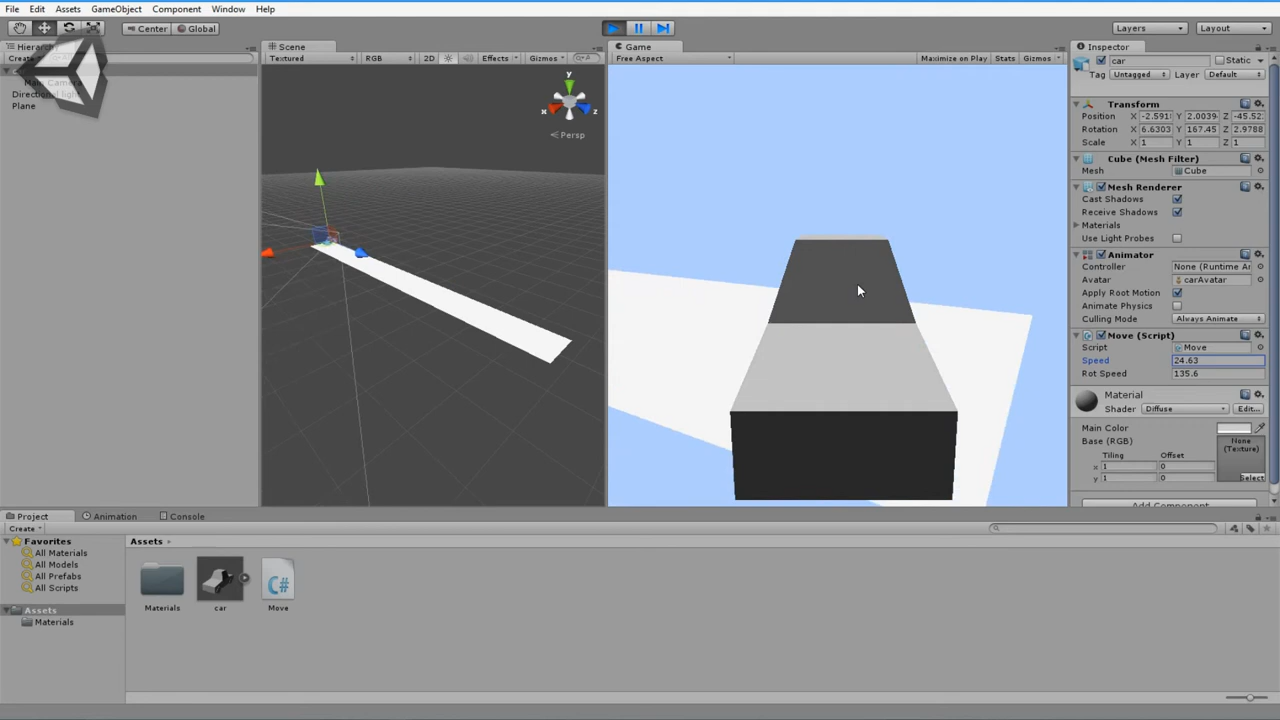 File Edit Assets GameObject Component Window Help
Center Global Layers Layout
Hierarchy Scene Game Inspector
Create Textured RGB 2D Effects Gizmos Free Aspect Maximize on Play Stats Gizmos car Static
Tag Untagged Layer Default
Main Camera
Directional light
Plane
y
x z
Persp
Transform
Position X -2.591 Y 2.0039 Z -45.52
Rotation X 6.6303 Y 167.45 Z 2.9788
Scale X 1 Y 1 Z 1
Cube (Mesh Filter)
Mesh Cube
Mesh Renderer
Cast Shadows
Receive Shadows
Materials
Use Light Probes
Animator
Controller None (Runtime Ar
Avatar carAvatar
Apply Root Motion
Animate Physics
Culling Mode Always Animate
Move (Script)
Script Move
Speed 24.63
Rot Speed 135.6
Material
Shader Diffuse Edit...
Main Color
Base (RGB) None
(Texture)
Tiling Offset
x 1 0
y 1 0
Select
Add Component
Project Animation Console
Create
Favorites
All Materials
All Models
All Prefabs
All Scripts
Assets
Materials
Assets
C#
Materials car Move